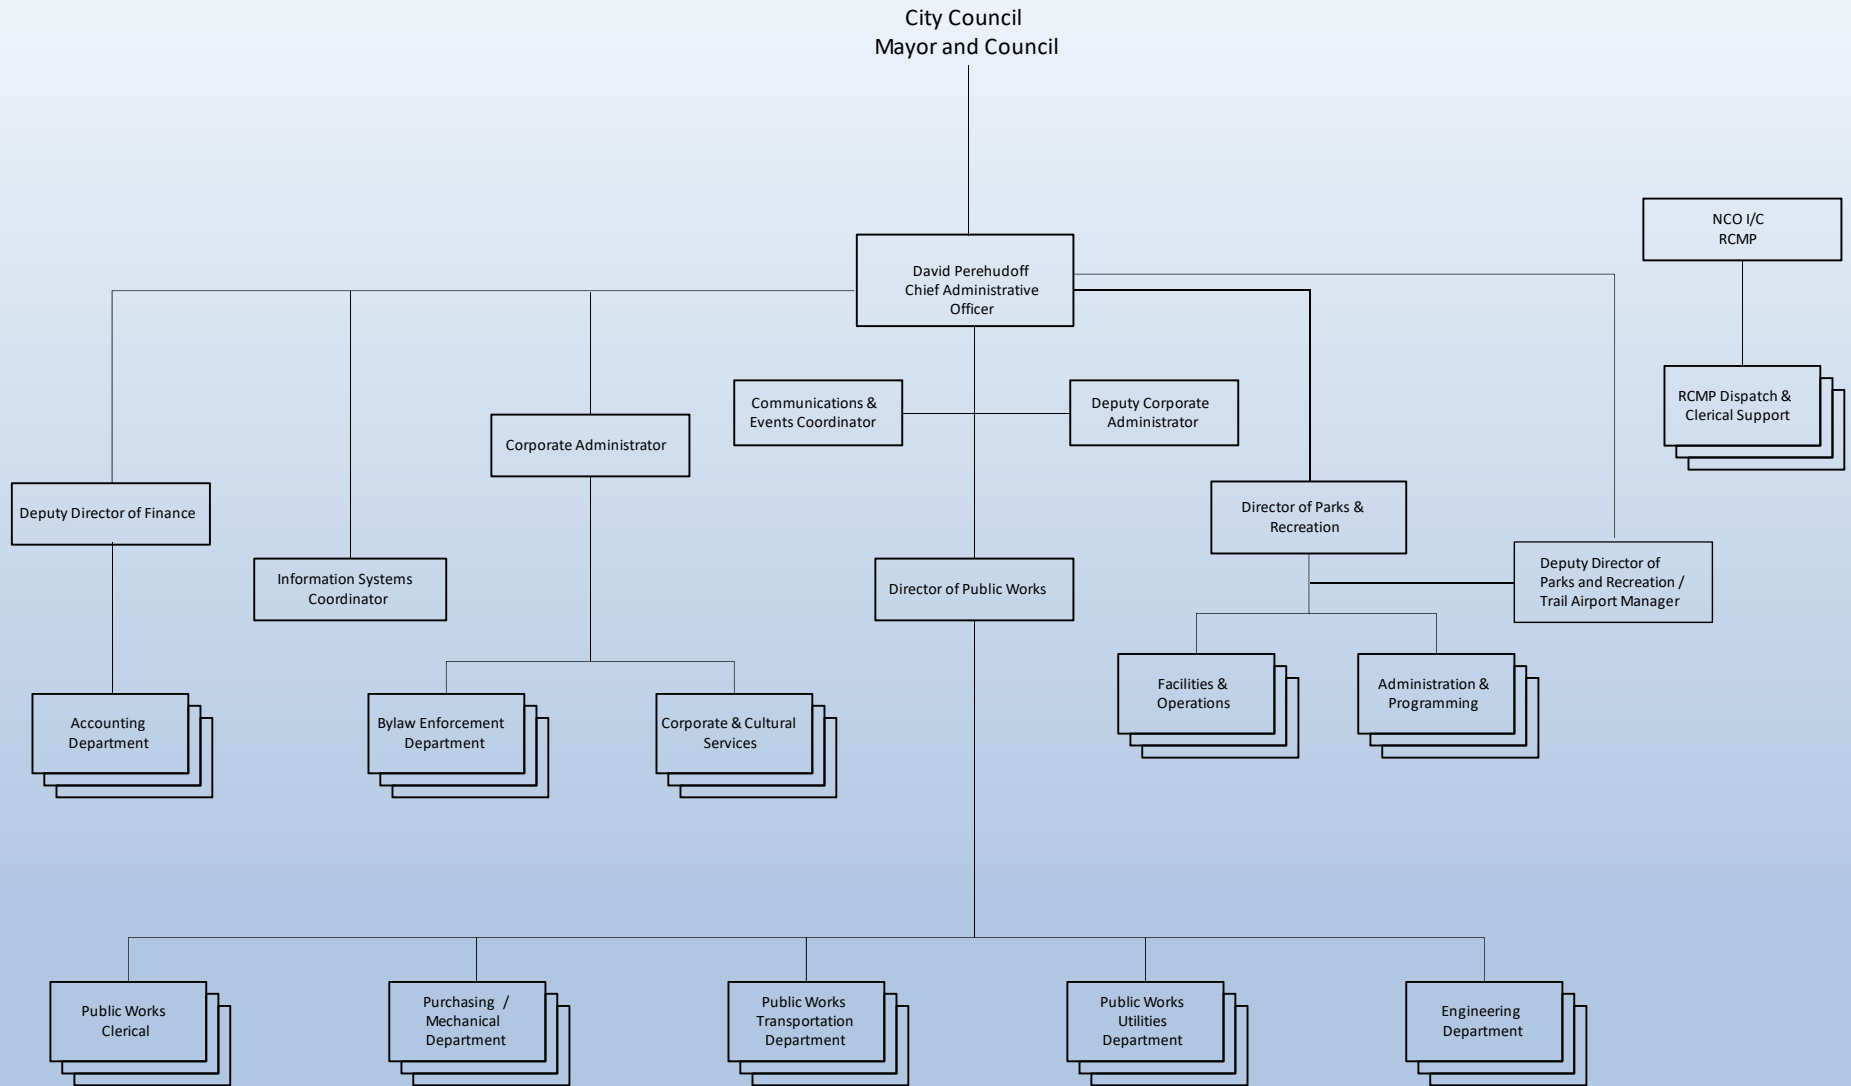 City Council
Mayor and Council
NCO I/C
RCMP
David Perehudoff
Chief Administrative
Officer
RCMP Dispatch &
Clerical Support
Communications &
Events Coordinator
Deputy Corporate
Administrator
Corporate Administrator
Deputy Director of Finance
Director of Parks &
Recreation
Information Systems
Coordinator
Director of Public Works
Deputy Director of
Parks and Recreation /
Trail Airport Manager
Accounting
Department
Bylaw Enforcement
Department
Corporate & Cultural
Services
Facilities &
Operations
Administration &
Programming
Public Works
Clerical
Purchasing /
Mechanical
Department
Public Works
Transportation
Department
Public Works
Utilities
Department
Engineering
Department